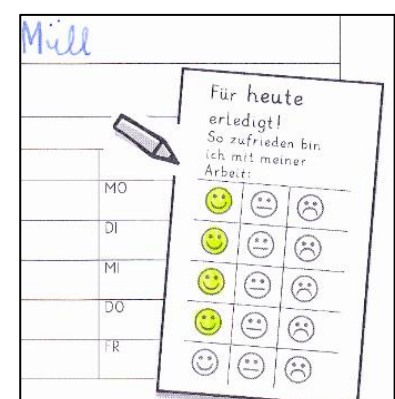 Müll
Für heute
erledigt!
So zufrieden bin
ich mit meiner
Arbeit:
MO
DI
MI
DO
FR